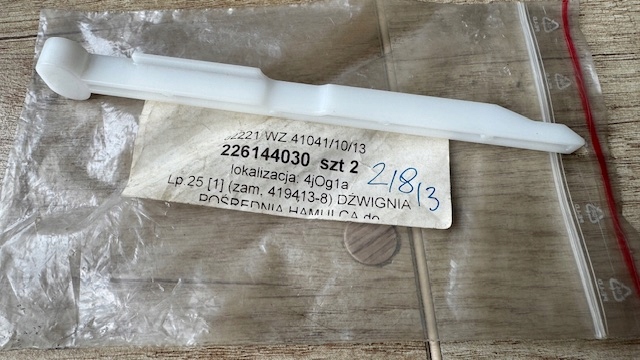 WZ 41041/10/13
226144030 szt 2
lokalizacja: 4jOg1a
Lp.25 [1] (zam, 419413-8) DŹWIGNIA
POŚREDNIA HAMULCA do
218,3